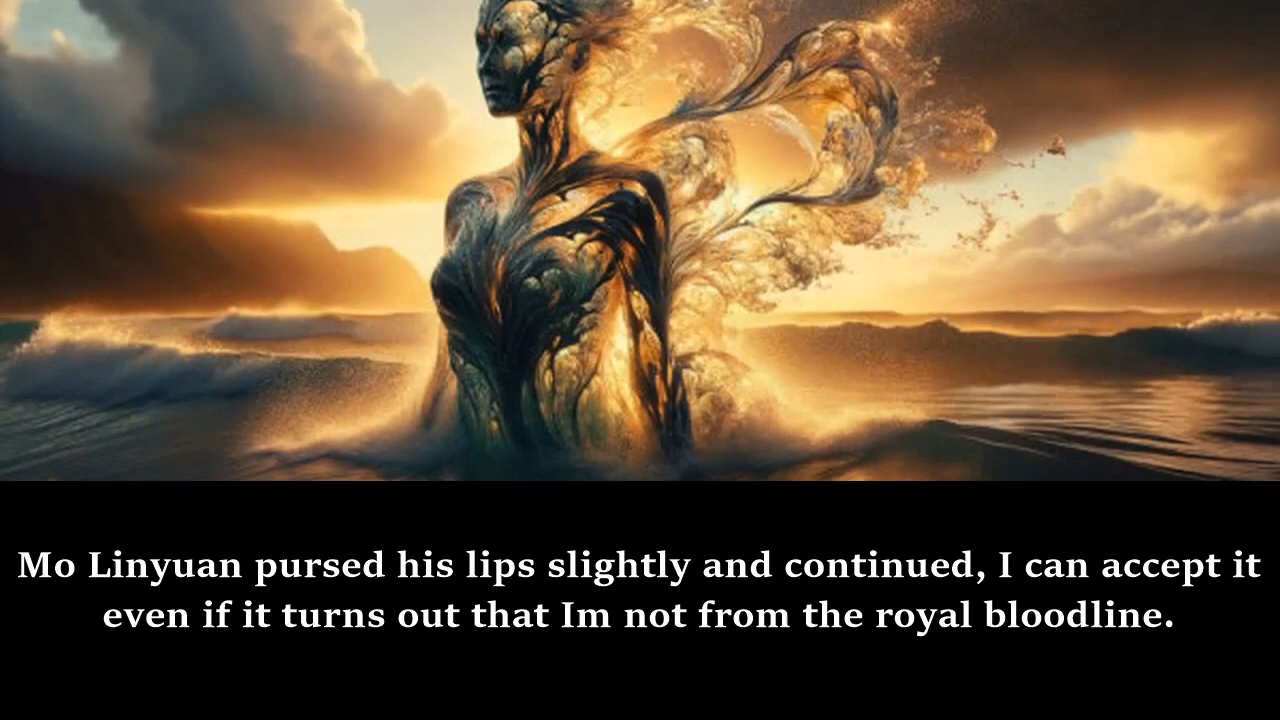 Mo Linyuan pursed his lips slightly and continued, I can accept it
even if it turns out that Im not from the royal bloodline.